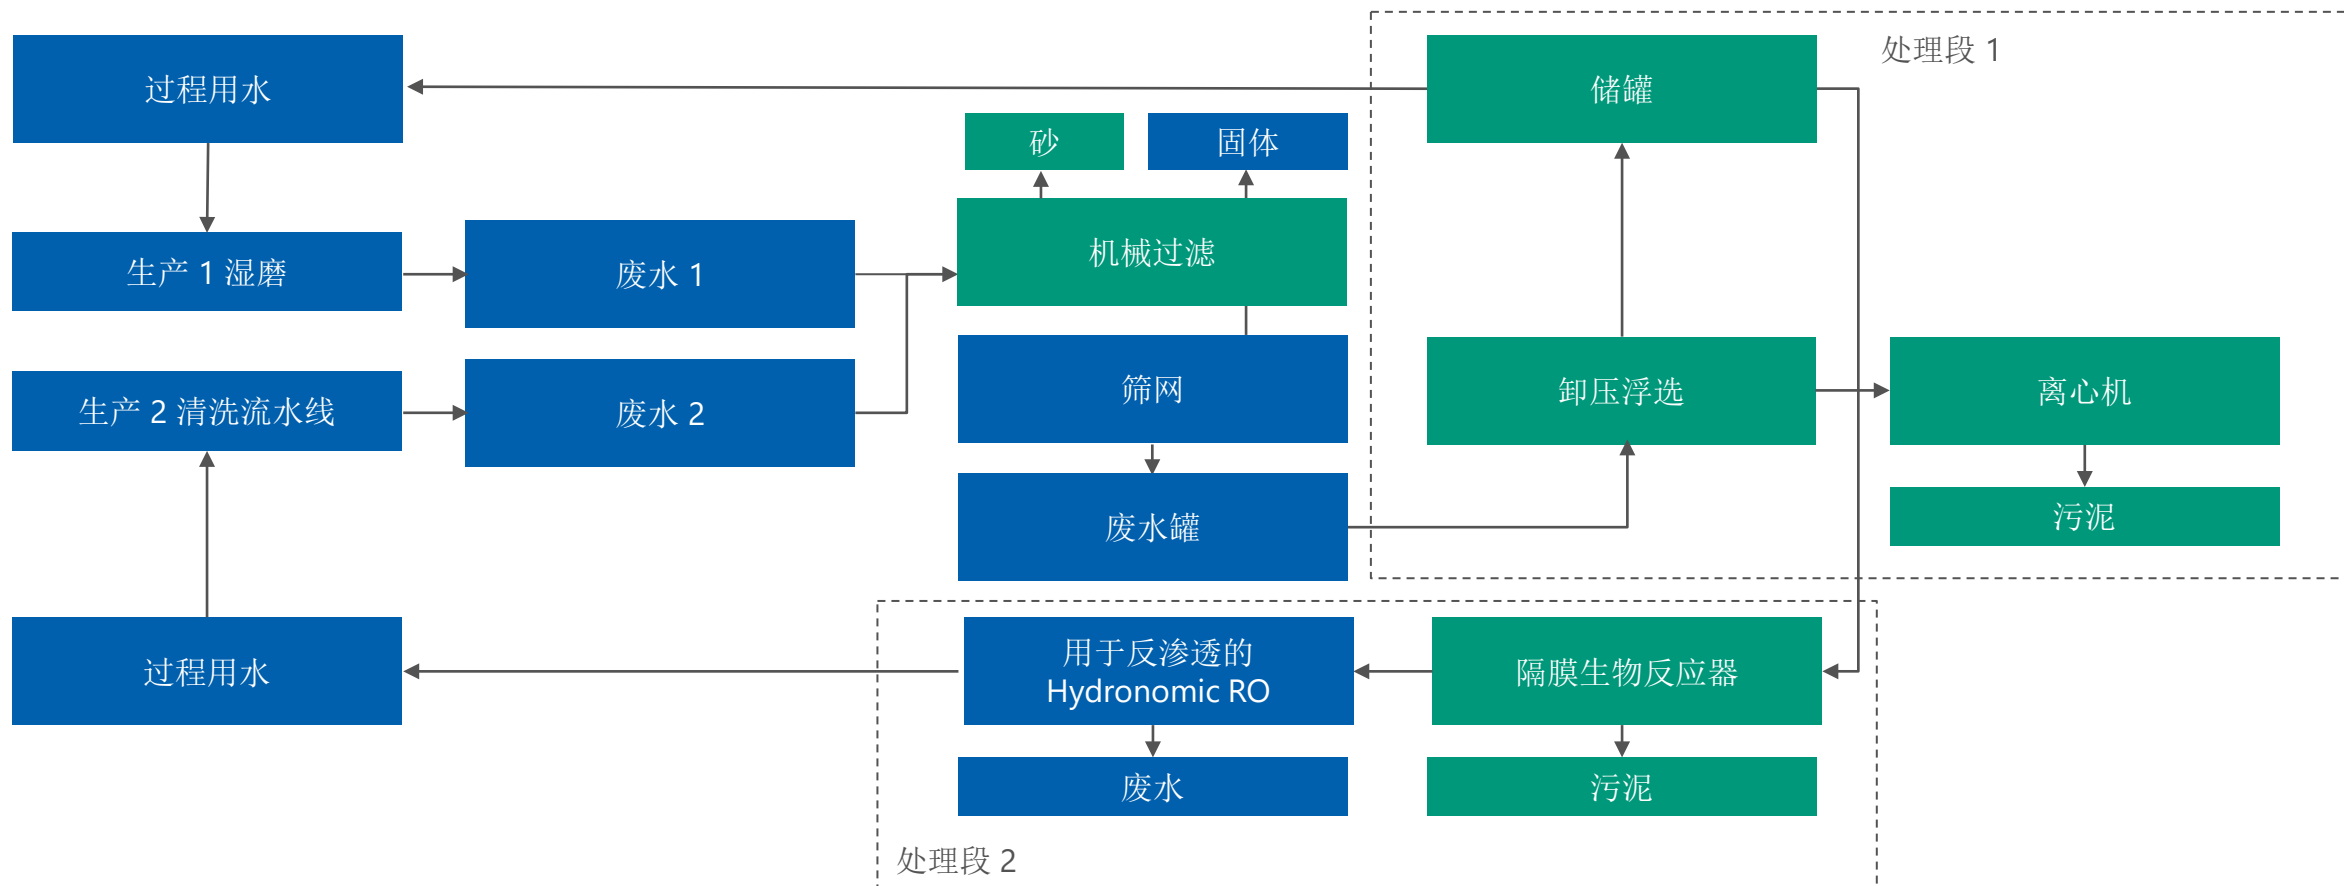 处理段 1
过程用水
储罐
砂
固体
机械过滤
生产 1 湿磨
废水 1
筛网
卸压浮选
离心机
生产 2 清洗流水线
废水 2
废水罐
污泥
过程用水
用于反渗透的
Hydronomic RO
隔膜生物反应器
废水
污泥
处理段 2